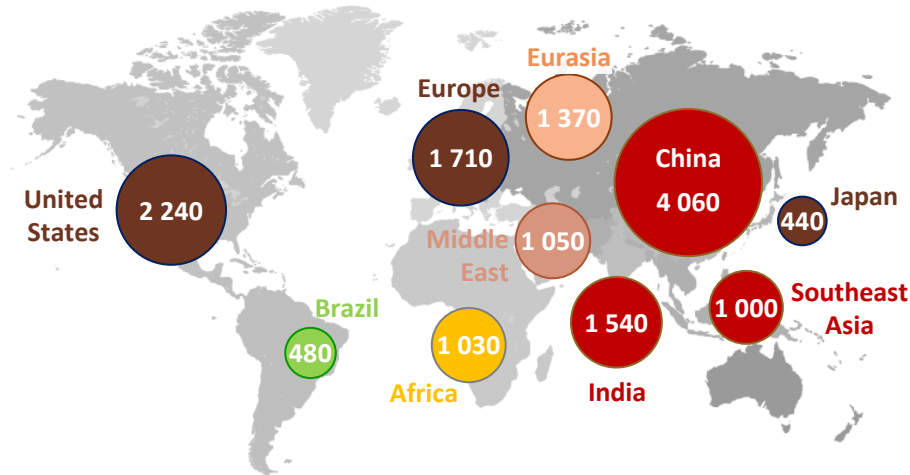 Eurasia
1 370
Europe
1 710
China
4 060
United
States
2 240
Japan
440
Middle
East
1 050
Southeast
Asia
1 000
Brazil
480
Africa
1 030
1 540
India